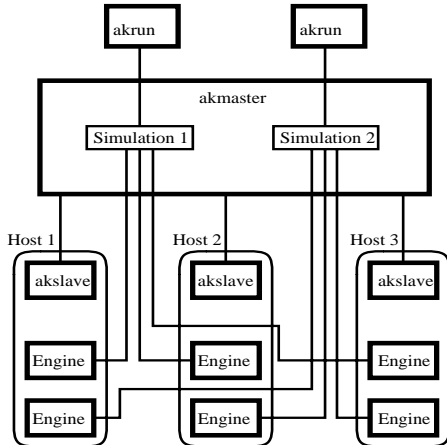 akrun
akrun
akmaster
Simulation 1
Simulation 2
Host 1
Host 2
Host 3
akslave
akslave
akslave
Engine
Engine
Engine
Engine
Engine
Engine